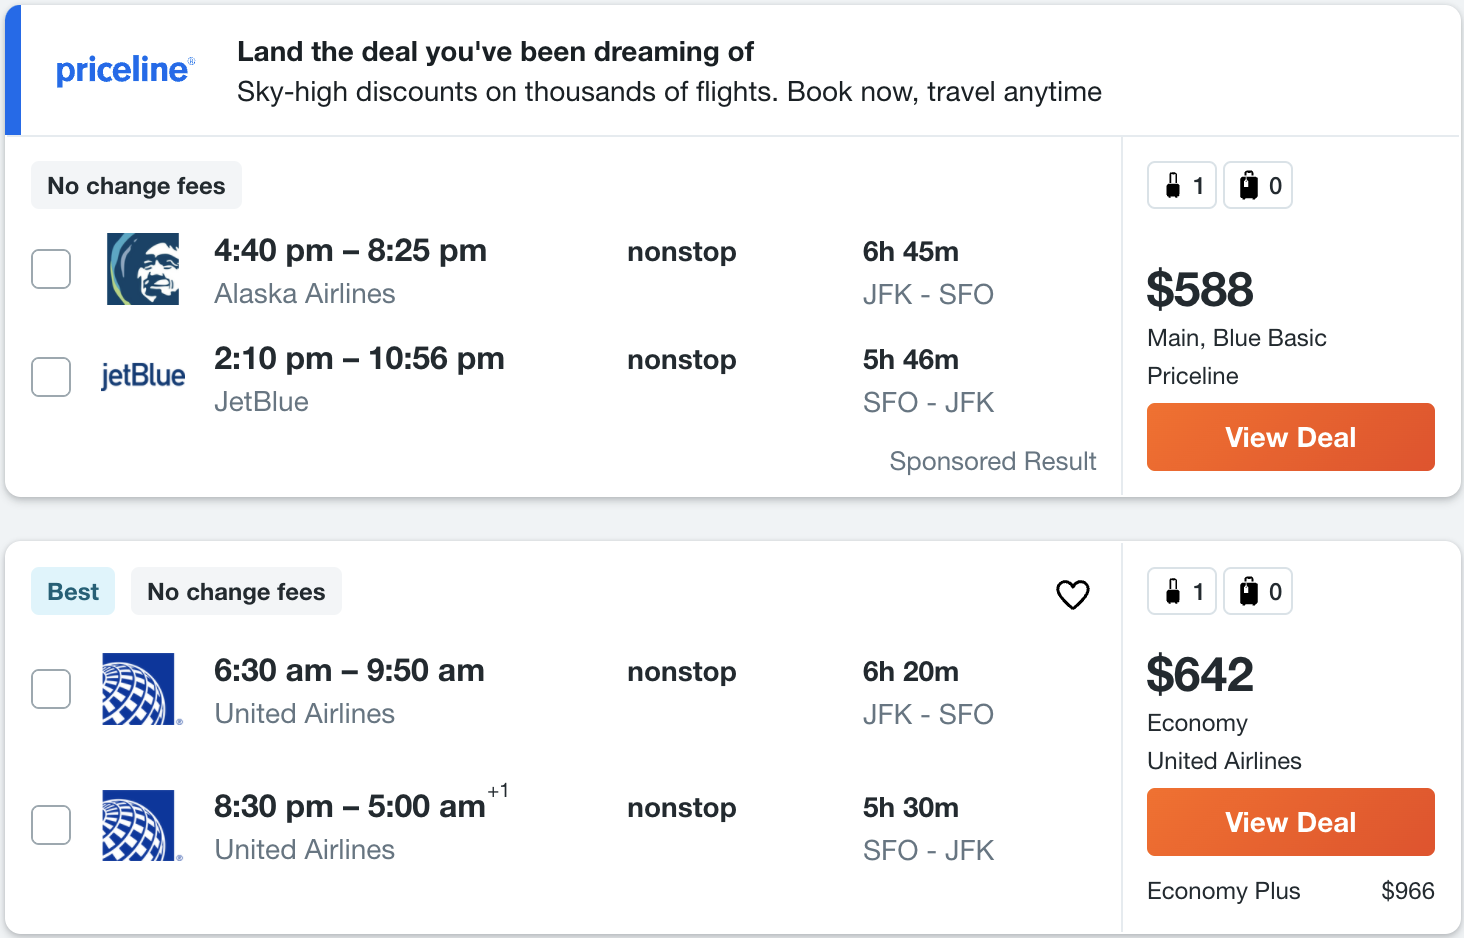 priceline®
Land the deal you've been dreaming of
Sky-high discounts on thousands of flights. Book now, travel anytime
No change fees
1 0
4:40 pm – 8:25 pm nonstop 6h 45m
Alaska Airlines JFK - SFO
$588
Main, Blue Basic
Priceline
jetBlue
2:10 pm – 10:56 pm nonstop 5h 46m
JetBlue SFO - JFK
View Deal
Sponsored Result
Best No change fees
1 0
6:30 am – 9:50 am nonstop 6h 20m
United Airlines JFK - SFO
$642
Economy
United Airlines
8:30 pm – 5:00 am+1 nonstop 5h 30m
United Airlines SFO - JFK
View Deal
Economy Plus $966